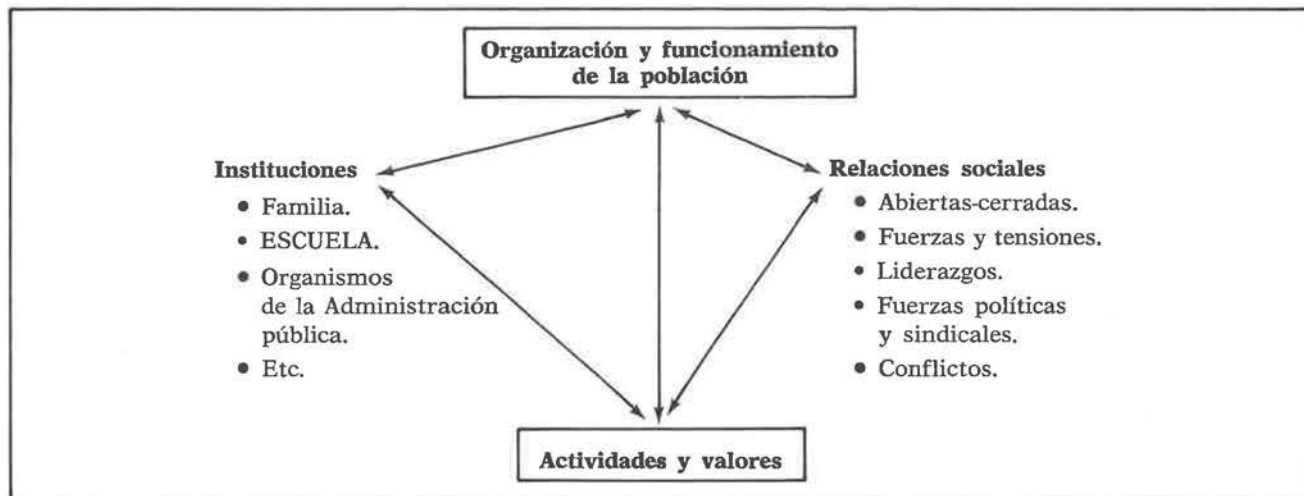 Organización y funcionamiento
de la población
Instituciones
• Familia.
• ESCUELA.
• Organismos
de la Administración
pública.
• Etc.
Relaciones sociales
• Abiertas-cerradas.
• Fuerzas y tensiones.
• Liderazgos.
• Fuerzas políticas
y sindicales.
• Conflictos.
Actividades y valores